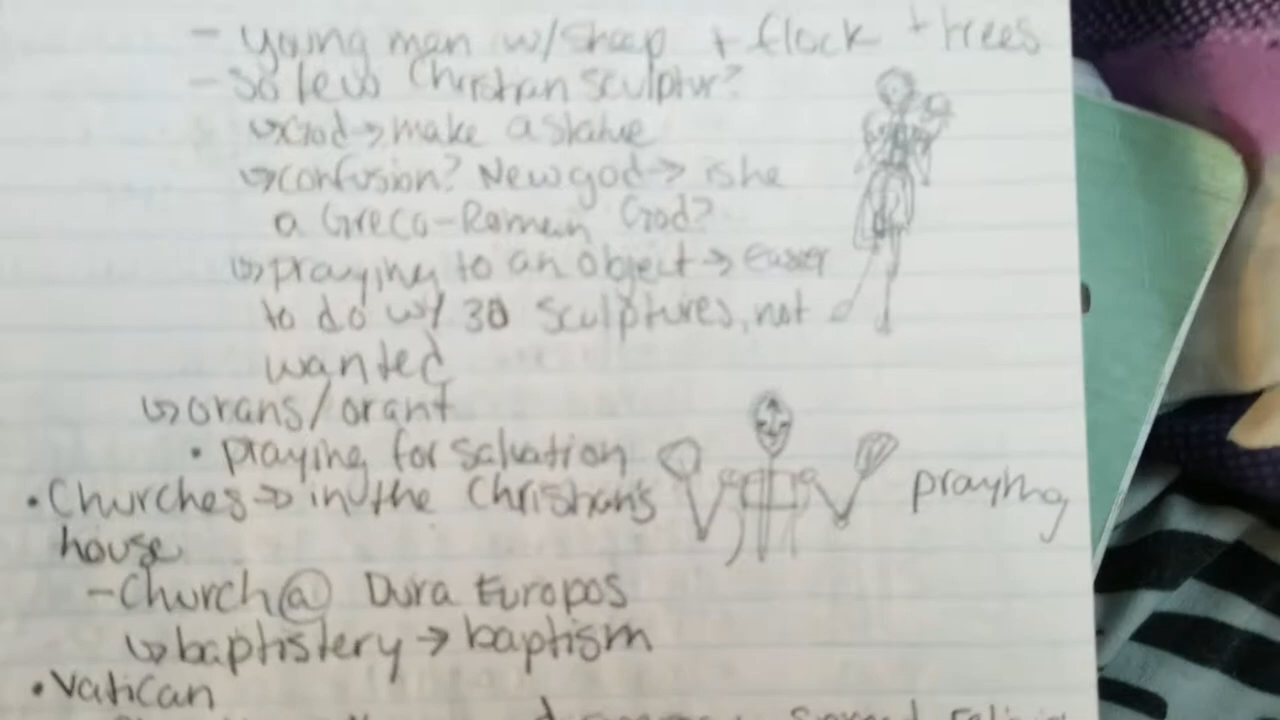 - young man w/sheep + flock + trees
- so few Christian sculptur?
↳God→make a statue
↳confusion? New god→ is he
a Greco-Roman God?
↳praying to an object→ easier
to do w/ 3D sculptures, not
wanted
↳orans/orant
• praying for salvation
praying
• Churches→ in the Christian's
house
- Church@ Dura Europos
↳baptistery → baptism
• Vatican